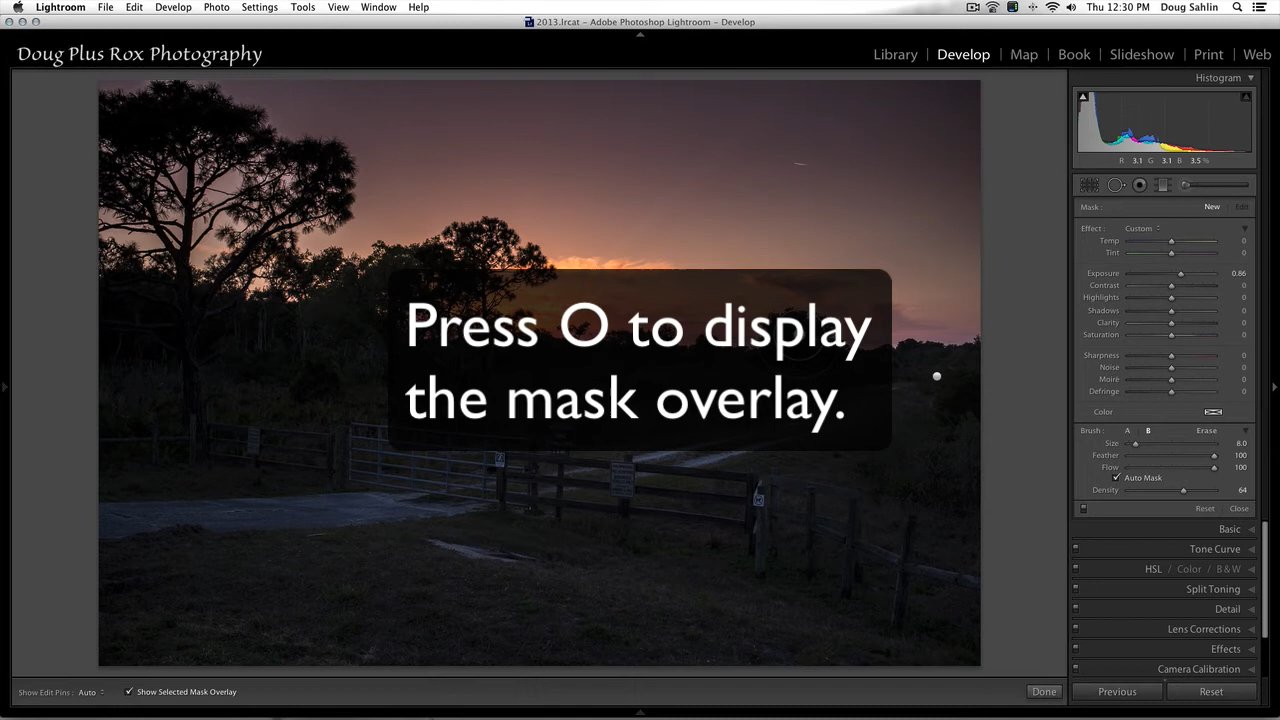 Lightroom File Edit Develop Photo Settings Tools View Window Help Thu 12:30 PM Doug Sahlin
2013.lrcat – Adobe Photoshop Lightroom – Develop
Doug Plus Rox Photography
Library | Develop | Map | Book | Slideshow | Print | Web
Histogram
R 3.1 G 3.1 B 3.5 %
Mask : New Edit
Effect : Custom
Temp 0
Tint 0
Exposure 0.86
Contrast 0
Highlights 0
Shadows 0
Clarity 0
Saturation 0
Sharpness 0
Noise 0
Moiré 0
Defringe 0
Color
Brush : A B Erase
Size 8.0
Feather 100
Flow 100
Auto Mask
Density 64
Reset Close
Basic
Tone Curve
HSL / Color / B & W
Split Toning
Detail
Lens Corrections
Effects
Camera Calibration
Previous Reset
Press O to display
the mask overlay.
Show Edit Pins : Auto Show Selected Mask Overlay Done